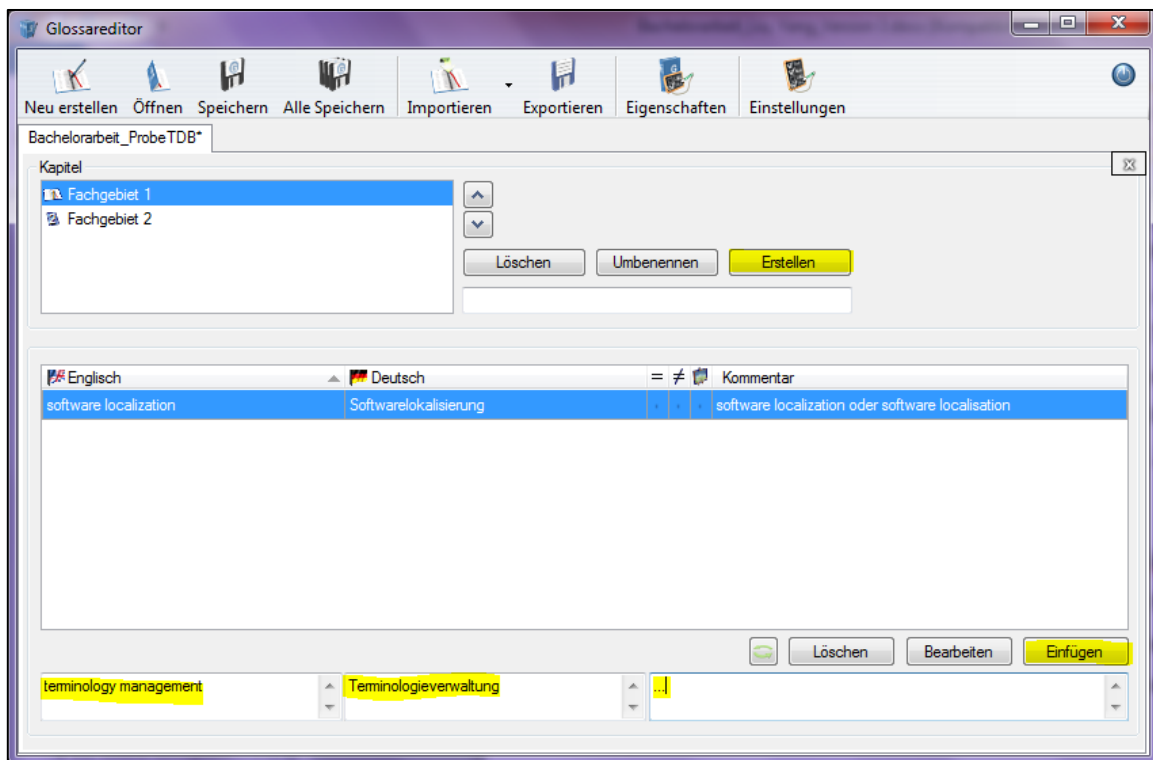 Glossareditor
Neu erstellen Öffnen Speichern Alle Speichern Importieren Exportieren Eigenschaften Einstellungen
Bachelorarbeit_ProbeTDB*
Kapitel
Fachgebiet 1
Fachgebiet 2
Löschen Umbenennen Erstellen
Englisch Deutsch = ≠ Kommentar
software localization Softwarelokalisierung software localization oder software localisation
Löschen Bearbeiten Einfügen
terminology management Terminologieverwaltung ...